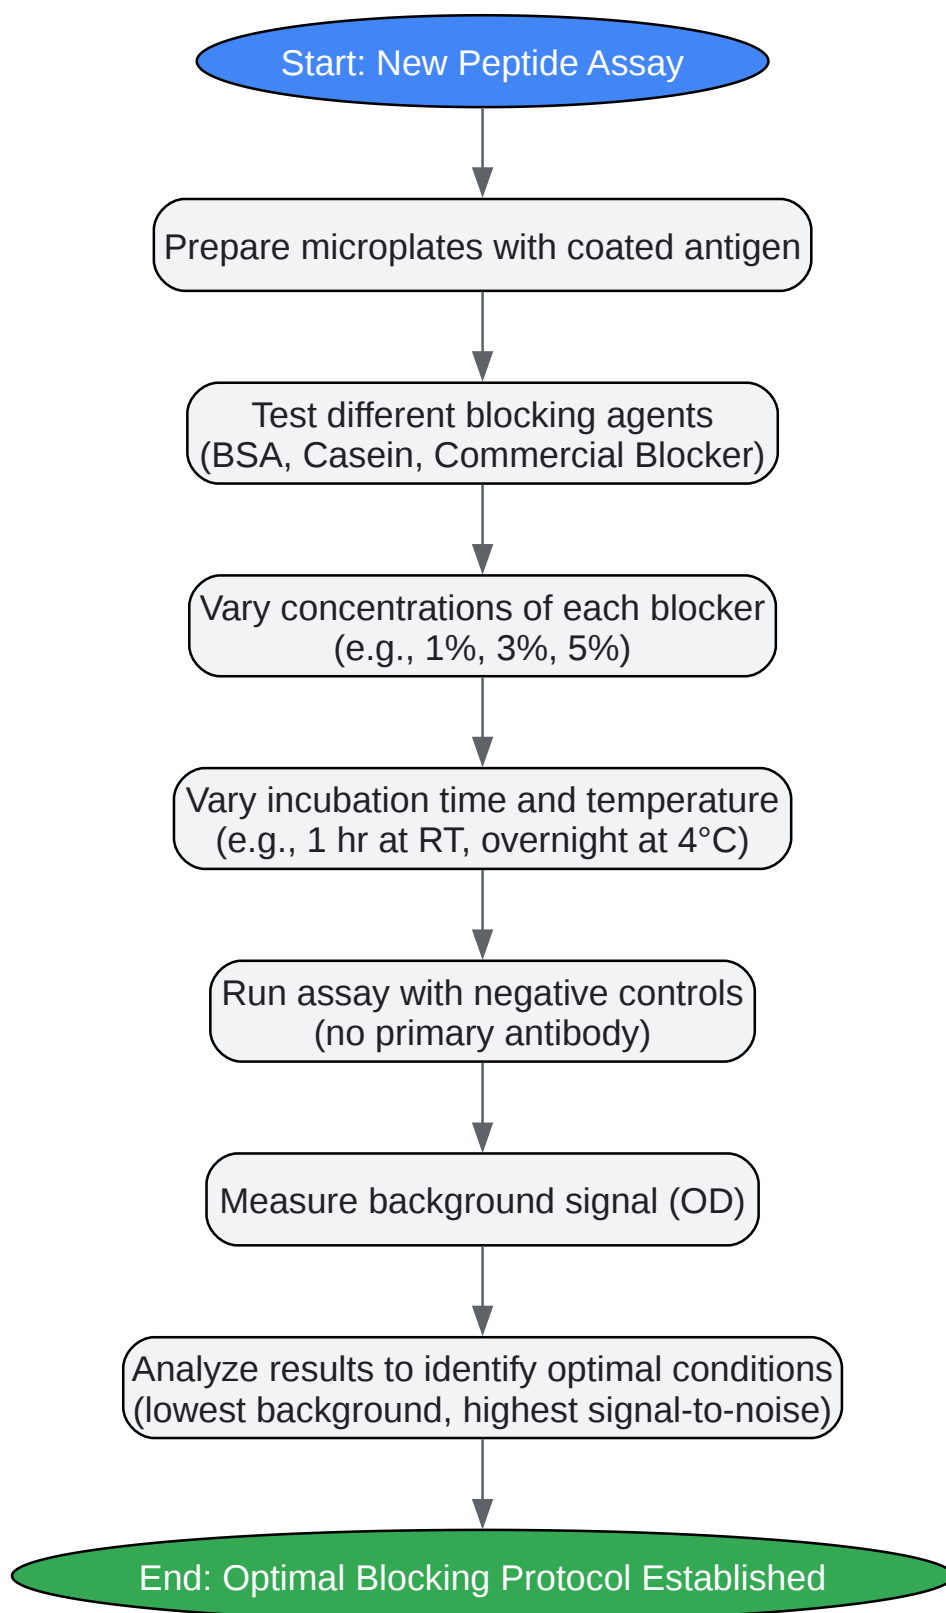 Start: New Peptide Assay
Prepare microplates with coated antigen
Test different blocking agents
(BSA, Casein, Commercial Blocker)
Vary concentrations of each blocker
(e.g., 1%, 3%, 5%)
Vary incubation time and temperature
(e.g., 1 hr at RT, overnight at 4°C)
Run assay with negative controls
(no primary antibody)
Measure background signal (OD)
Analyze results to identify optimal conditions
(lowest background, highest signal-to-noise)
End: Optimal Blocking Protocol Established